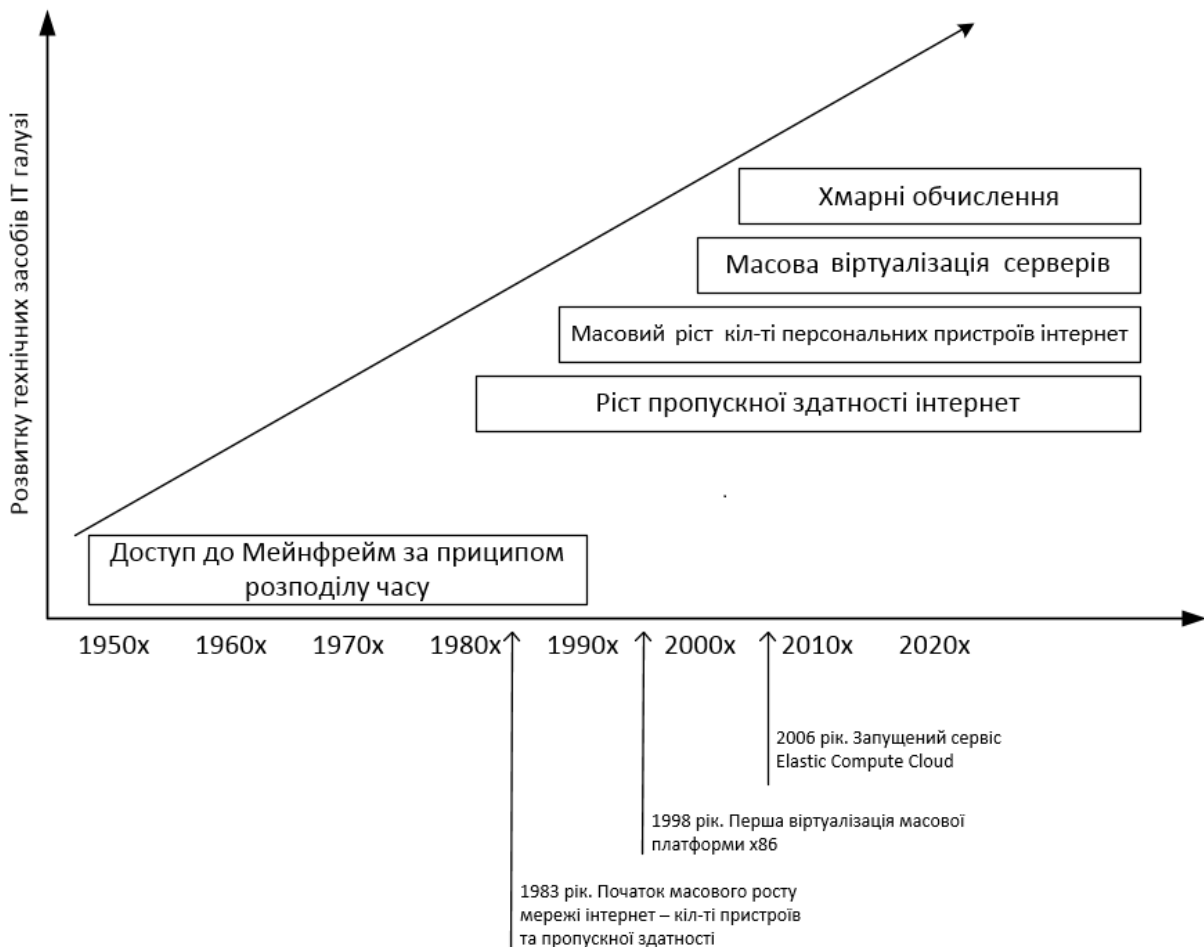 Розвитку технічних засобів ІТ галузі
Хмарні обчислення
Масова віртуалізація серверів
Масовий ріст кіл-ті персональних пристроїв інтернет
Ріст пропускної здатності інтернет
Доступ до Мейнфрейм за приципом
розподілу часу
1950х 1960х 1970х 1980х 1990х 2000х 2010х 2020х
2006 рік. Запущений сервіс
Elastic Compute Cloud
1998 рік. Перша віртуалізація масової
платформи х86
1983 рік. Початок масового росту
мережі інтернет – кіл-ті пристроїв
та пропускної здатності